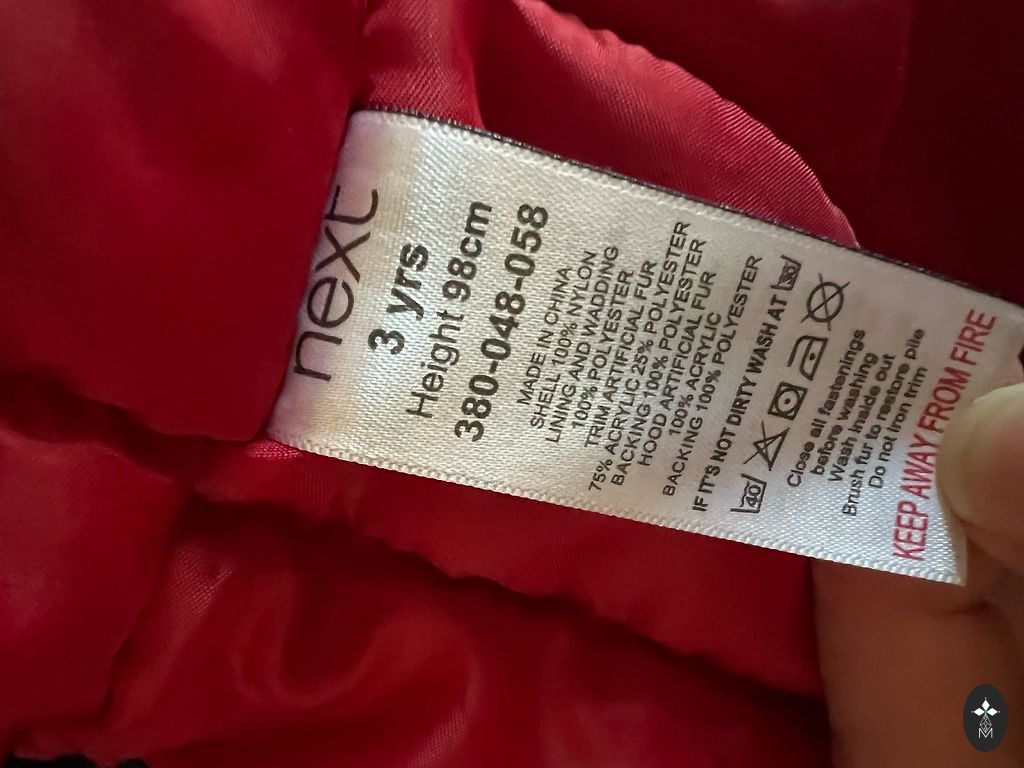 next
3 yrs
Height 98cm
380-048-058
MADE IN CHINA
SHELL 100% NYLON
LINING AND WADDING
100% POLYESTER
TRIM ARTIFICIAL FUR
75% ACRYLIC 25% POLYESTER
BACKING 100% POLYESTER
HOOD ARTIFICIAL FUR
100% ACRYLIC
BACKING 100% POLYESTER
IF IT'S NOT DIRTY WASH AT 30
40
Close all fastenings
before washing
Wash inside out
Brush fur to restore pile
Do not iron trim
KEEP AWAY FROM FIRE
M